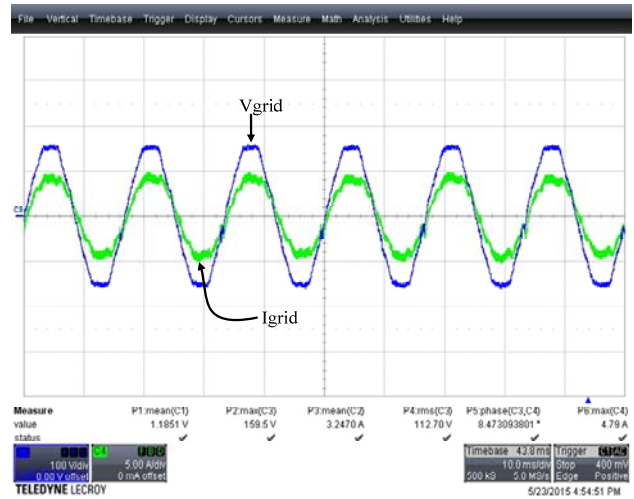 File Vertical Timebase Trigger Display Cursors Measure Math Analysis Utilities Help
Vgrid
C3
Igrid
Measure P1:mean(C1) P2:max(C3) P3:mean(C2) P4:rms(C3) P5:phase(C3,C4) P6:max(C4)
value 1.1851 V 159.5 V 3.2470 A 112.70 V 8.473093801 ° 4.79 A
status
C4 Timebase 43.8 ms Trigger C1 AC
100 V/div 5.00 A/div 10.0 ms/div Stop 400 mV
0.00 V offset 0 mA offset 500 kS 5.0 MS/s Edge Positive
TELEDYNE LECROY 5/23/2015 4:54:51 PM